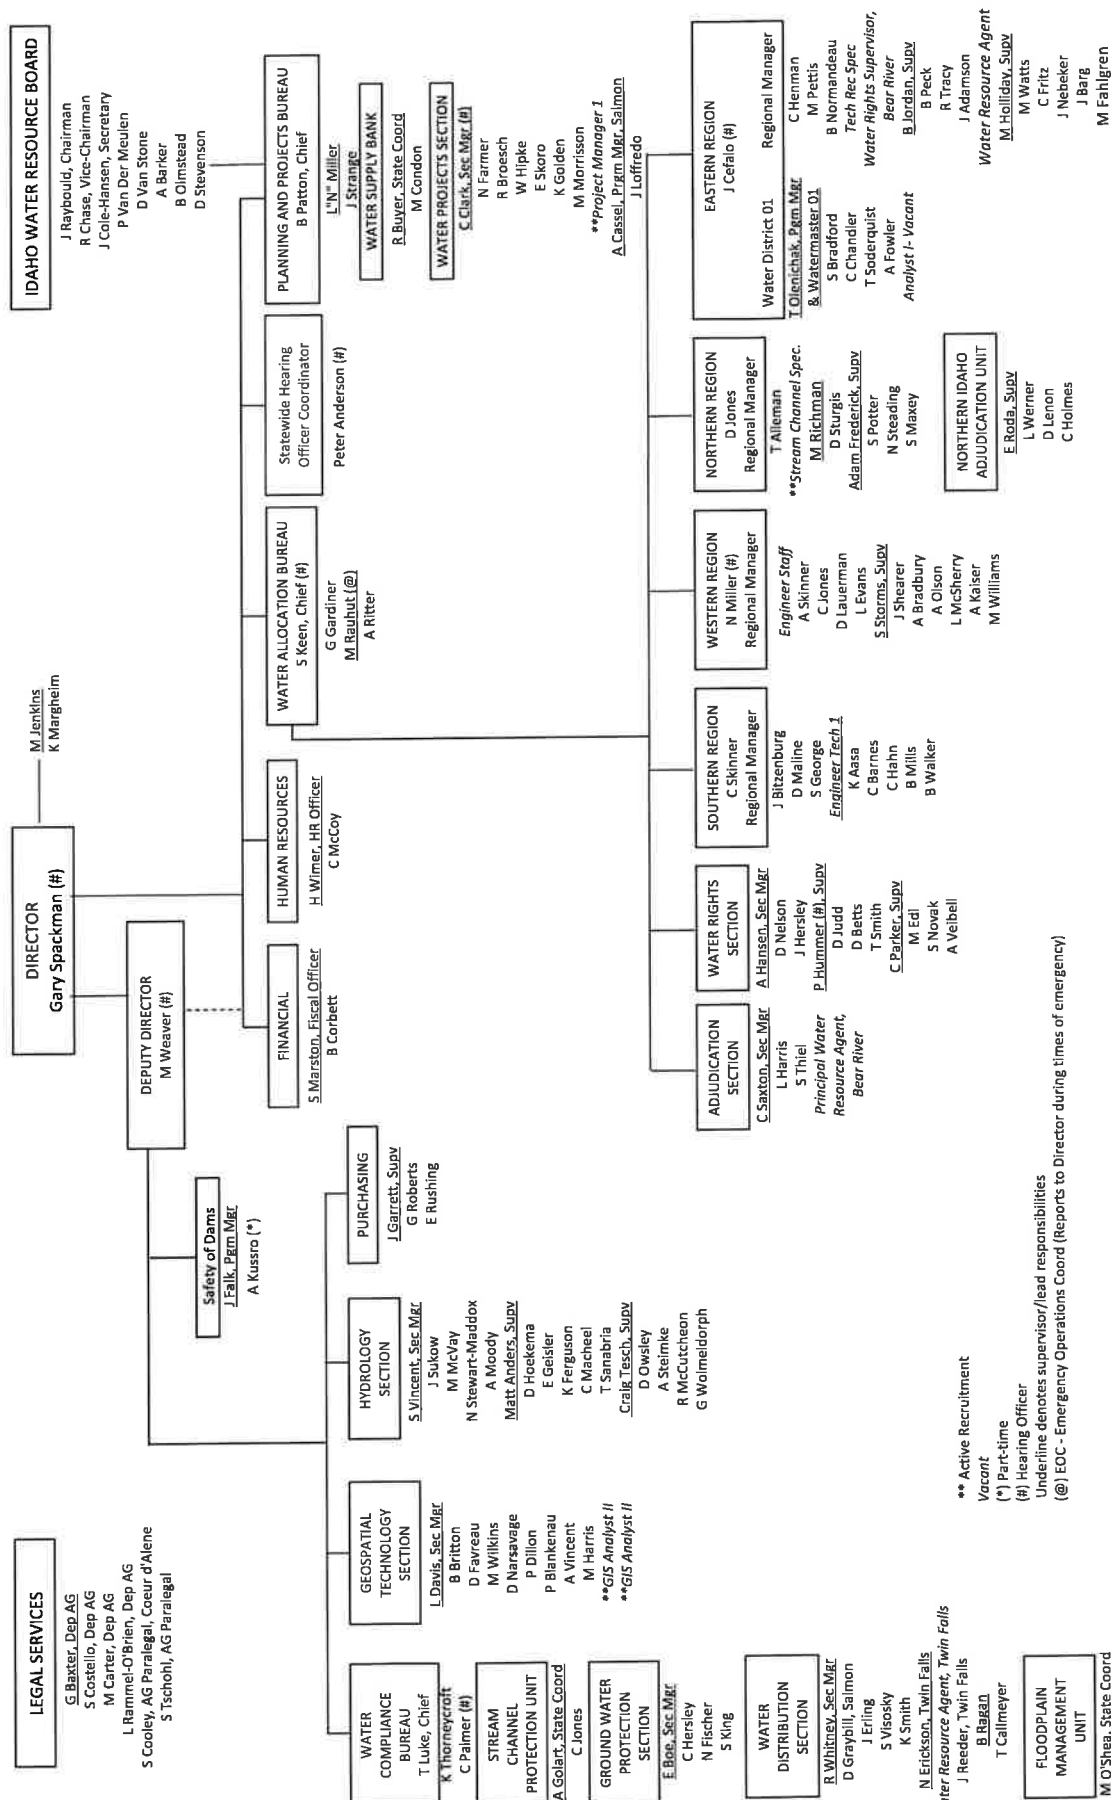 LEGAL SERVICES
G Baxter, Dep AG
S Costello, Dep AG
M Carter, Dep AG
L Rammel-O'Brien, Dep AG
S Cooley, AG Paralegal, Coeur d'Alene
S Tschohl, AG Paralegal
DIRECTOR
Gary Spackman (#)
M Jenkins
K Margheim
IDAHO WATER RESOURCE BOARD
J Raybould, Chairman
R Chase, Vice-Chairman
J Cole-Hansen, Secretary
P Van Der Meulen
D Van Stone
A Barker
B Olmstead
D Stevenson
DEPUTY DIRECTOR
M Weaver (#)
Safety of Dams
J Falk, Pgm Mgr
A Kussro (*)
FINANCIAL
S Marston, Fiscal Officer
B Corbett
HUMAN RESOURCES
H Wimer, HR Officer
C McCoy
WATER ALLOCATION BUREAU
S Keen, Chief (#)
G Gardiner
M Rauhut (@)
A Ritter
Statewide Hearing
Officer Coordinator
Peter Anderson (#)
PLANNING AND PROJECTS BUREAU
B Patton, Chief
L"N" Miller
J Strange
WATER SUPPLY BANK
R Buyer, State Coord
M Condon
WATER PROJECTS SECTION
C Clark, Sec Mgr (#)
N Farmer
R Broesch
W Hipke
E Skoro
K Golden
M Morrisson
**Project Manager 1
A Cassel, Prgm Mgr, Salmon
J Loffredo
WATER
COMPLIANCE
BUREAU
T Luke, Chief
K Thorneycroft
C Palmer (#)
STREAM
CHANNEL
PROTECTION UNIT
A Golart, State Coord
C Jones
GROUND WATER
PROTECTION
SECTION
E Boe, Sec Mgr
C Hersley
N Fischer
S King
WATER
DISTRIBUTION
SECTION
R Whitney, Sec Mgr
D Graybill, Salmon
J Erling
S Visosky
K Smith
N Erickson, Twin Falls
Resource Agent, Twin Falls
J Reeder, Twin Falls
B Ragan
T Callmeyer
FLOODPLAIN
MANAGEMENT
UNIT
M O'Shea, State Coord
GEOSPATIAL
TECHNOLOGY
SECTION
L Davis, Sec Mgr
B Britton
D Favreau
M Wilkins
D Narsavage
P Dillon
P Blankenau
A Vincent
M Harris
**GIS Analyst II
**GIS Analyst II
HYDROLOGY
SECTION
S Vincent, Sec Mgr
J Sukow
M McVay
N Stewart-Maddox
A Moody
Matt Anders, Supv
D Hoekema
E Geisler
K Ferguson
C Macheel
T Sanabria
Craig Tesch, Supv
D Owsley
A Steimke
R McCutcheon
G Wolmeldorph
PURCHASING
J Garrett, Supv
G Roberts
E Rushing
ADJUDICATION
SECTION
C Saxton, Sec Mgr
L Harris
S Thiel
Principal Water
Resource Agent,
Bear River
WATER RIGHTS
SECTION
A Hansen, Sec Mgr
D Nelson
J Hersley
P Hummer (#), Supv
D Judd
D Betts
T Smith
C Parker, Supv
M Edl
S Novak
A Veibell
SOUTHERN REGION
C Skinner
Regional Manager
J Bitzenburg
D Maline
S George
Engineer Tech 1
K Aasa
C Barnes
C Hahn
B Mills
B Walker
WESTERN REGION
N Miller (#)
Regional Manager
Engineer Staff
A Skinner
C Jones
D Lauerman
L Evans
S Storms, Supv
J Shearer
A Bradbury
A Olson
L McSherry
A Kaiser
M Williams
NORTHERN REGION
D Jones
Regional Manager
T Alleman
**Stream Channel Spec.
M Richman
D Sturgis
Adam Frederick, Supv
S Potter
N Steading
S Maxey
NORTHERN IDAHO
ADJUDICATION UNIT
E Roda, Supv
L Werner
D Lenon
C Holmes
EASTERN REGION
J Cefalo (#)
Water District 01 Regional Manager
T Olenichak, Pgm Mgr
& Watermaster 01
S Bradford
C Chandler
T Soderquist
A Fowler
Analyst I- Vacant
C Henman
M Pettis
B Normandeau
Tech Rec Spec
Water Rights Supervisor,
Bear River
B Jordan, Supv
B Peck
R Tracy
J Adamson
Water Resource Agent
M Holliday, Supv
M Watts
C Fritz
J Nebeker
J Barg
M Fahlgren
** Active Recruitment
Vacant
(*) Part-time
(#) Hearing Officer
Underline denotes supervisor/lead responsibilities
(@) EOC - Emergency Operations Coord (Reports to Director during times of emergency)